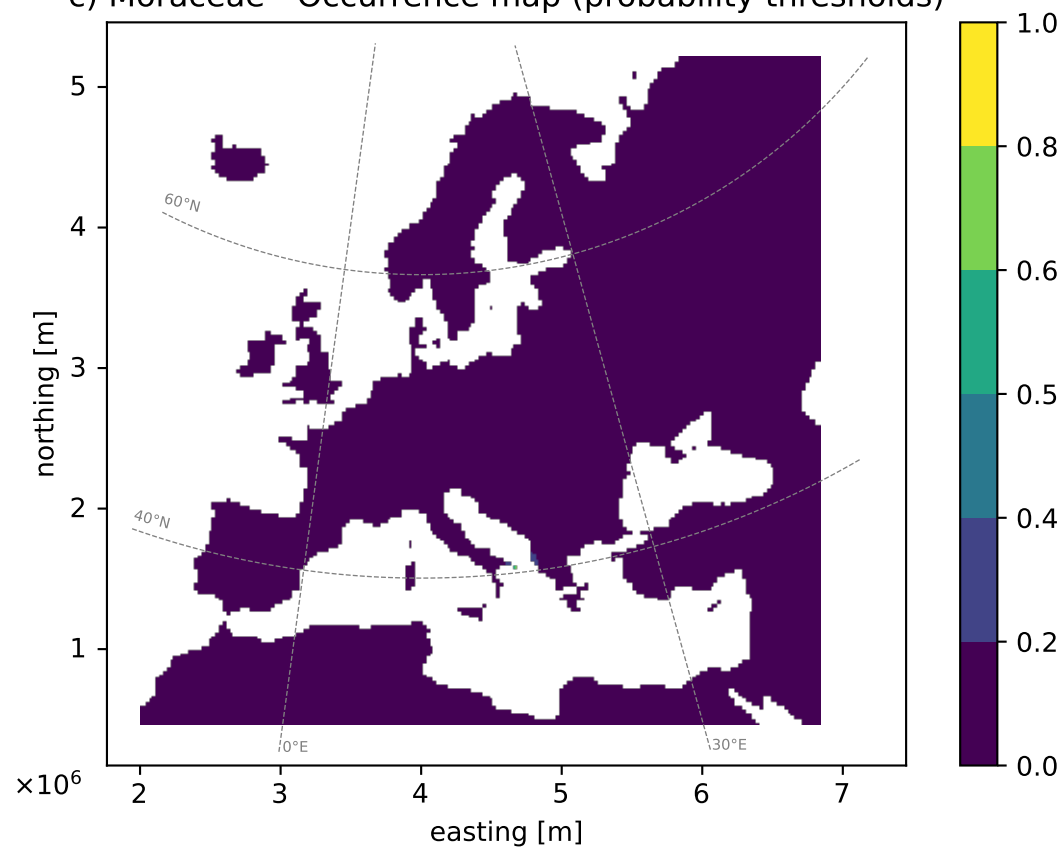 c) Moraceae - Occurrence map (probability thresholds)
1.0
0.8
0.6
0.5
0.4
0.2
0.0
5
4
3
2
1
northing [m]
60°N
40°N
0°E
30°E
×10⁶
2 3 4 5 6 7
easting [m]